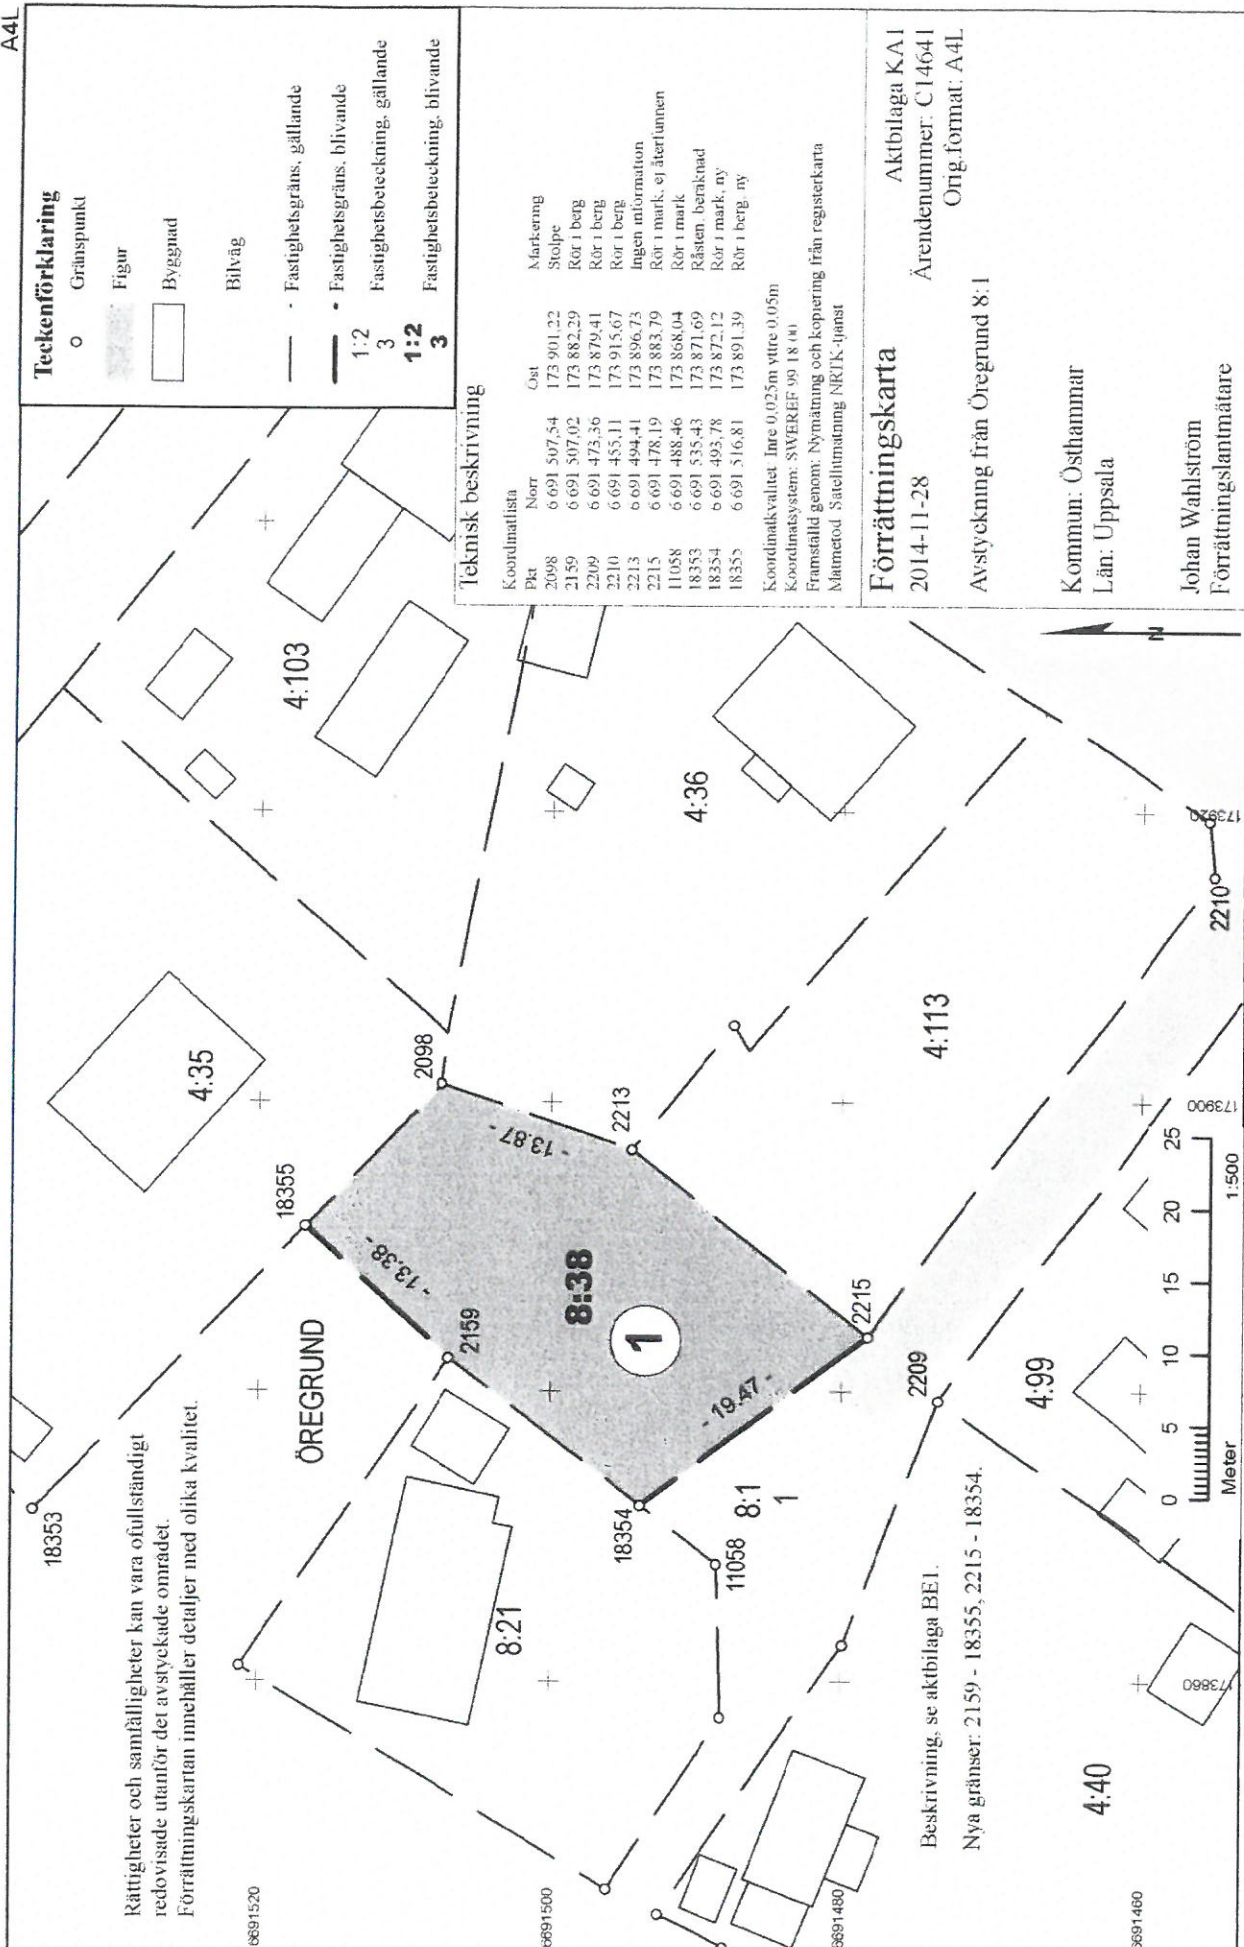 A4L
Teckenförklaring
Gränspunkt
Figur
Byggnad
Bilväg
Fastighetsgräns, gällande
Fastighetsgräns, blivande
1:2
3
Fastighetsbeteckning, gällande
1:2
3
Fastighetsbeteckning, blivande
Teknisk beskrivning
Koordinatlista
Pkt Norr Öst Markering
2098 6 691 507,54 173 901,22 Stolpe
2159 6 691 507,02 173 882,29 Rör i berg
2209 6 691 473,36 173 879,41 Rör i berg
2210 6 691 455,11 173 915,67 Rör i berg
2213 6 691 494,41 173 896,73 Ingen information
2215 6 691 478,19 173 883,79 Rör i mark, ej återfunnen
11058 6 691 488,46 173 868,04 Rör i mark
18353 6 691 535,43 173 871,69 Råsten, beräknad
18354 6 691 493,78 173 872,12 Rör i mark, ny
18355 6 691 516,81 173 891,39 Rör i berg, ny
Koordinatkvalitet: Inre 0,025m yttre 0,05m
Koordinatsystem: SWEREF 99 18 00
Framställd genom: Nymätning och kopiering från registerkarta
Mätmetod: Satellitmätning NRTK-tjänst
Förrättningskarta Aktbilaga KA1
2014-11-28 Ärendenummer: C14641
Orig.format: A4L
Avstyckning från Öregrund 8:1
Kommun: Östhammar
Län: Uppsala
Johan Wahlström
Förrättningslantmätare
Rättigheter och samfälligheter kan vara ofullständigt
redovisade utanför det avstyckade området.
Förrättningskartan innehåller detaljer med olika kvalitet.
18353
ÖREGRUND
18355
4:35
4:103
2098
- 13.38 -
2159
- 13.87 -
2213
8:38
1
4:36
8:21
18354
- 19.47 -
11058
8:1
1
2215
2209
4:113
4:99
4:40
2210
N
Beskrivning, se aktbilaga BE1.
Nya gränser: 2159 - 18355, 2215 - 18354.
0 5 10 15 20 25
Meter 1:500
6691520
6691500
6691480
6691460
173860
173900
173920